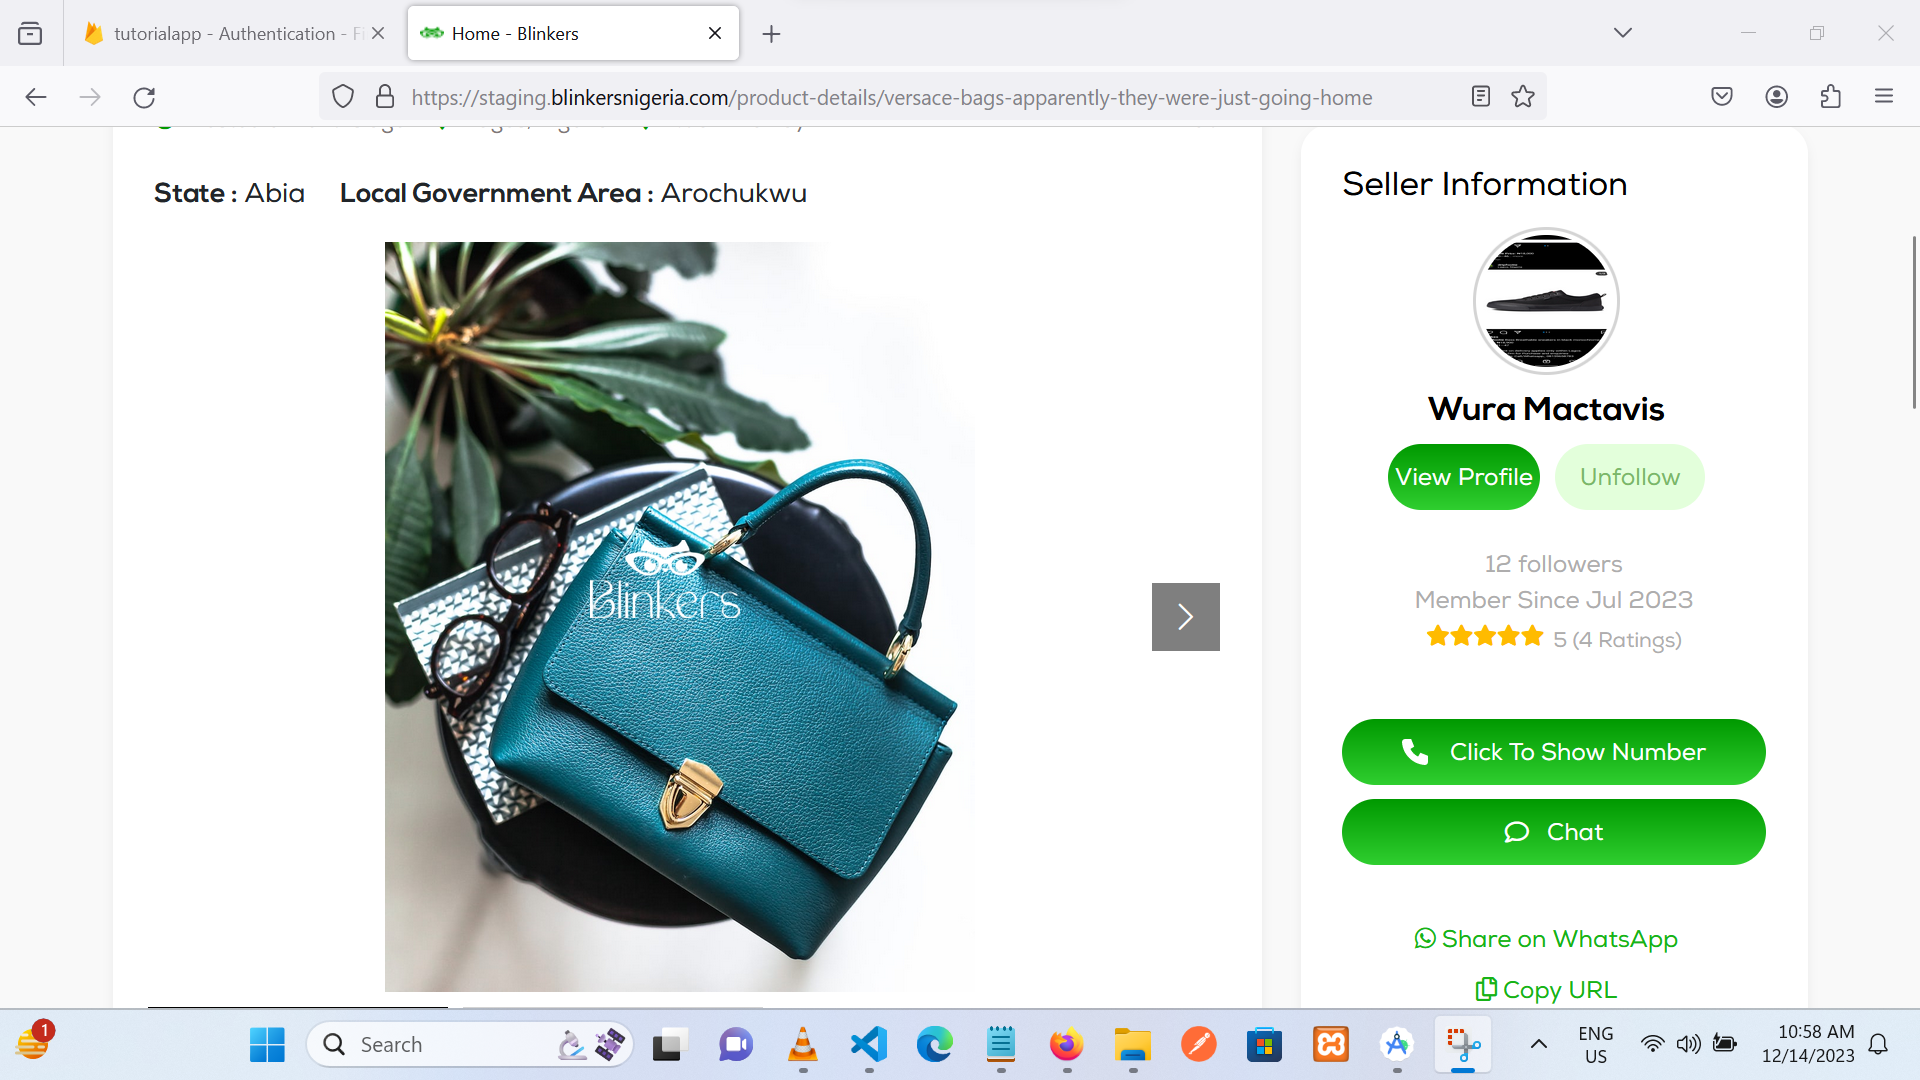 tutorialapp - Authentication - F
Home - Blinkers
https://staging.blinkersnigeria.com/product-details/versace-bags-apparently-they-were-just-going-home
State : Abia Local Government Area : Arochukwu
Blinkers
Seller Information
Wura Mactavis
View Profile
Unfollow
12 followers
Member Since Jul 2023
5 (4 Ratings)
Click To Show Number
Chat
Share on WhatsApp
Copy URL
1
Search
ENG
US
10:58 AM
12/14/2023